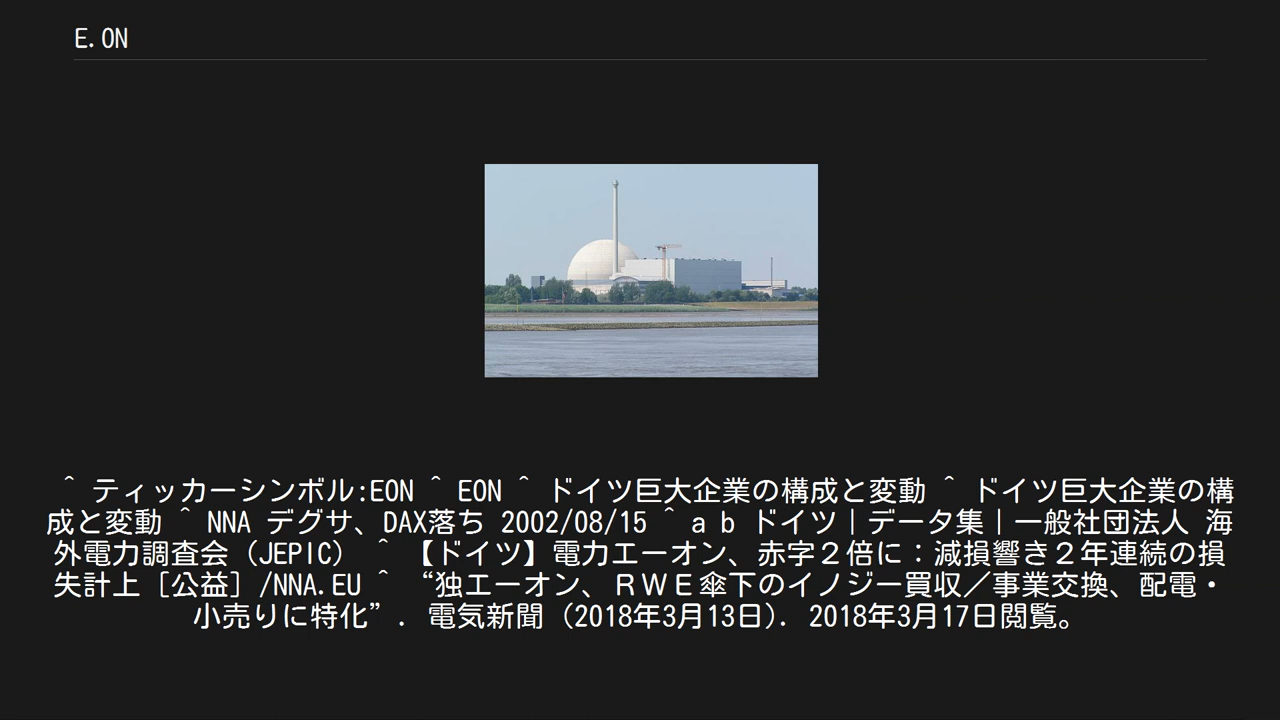 E.ON
^ ティッカーシンボル:EON ^ EON ^ ドイツ巨大企業の構成と変動 ^ ドイツ巨大企業の構
成と変動 ^ NNA デグサ、DAX落ち 2002/08/15 ^ a b ドイツ｜データ集｜一般社団法人 海
外電力調査会（JEPIC） ^ 【ドイツ】電力エーオン、赤字２倍に：減損響き２年連続の損
失計上［公益］/NNA.EU ^ “独エーオン、ＲＷＥ傘下のイノジー買収／事業交換、配電・
小売りに特化”. 電気新聞 (2018年3月13日). 2018年3月17日閲覧。